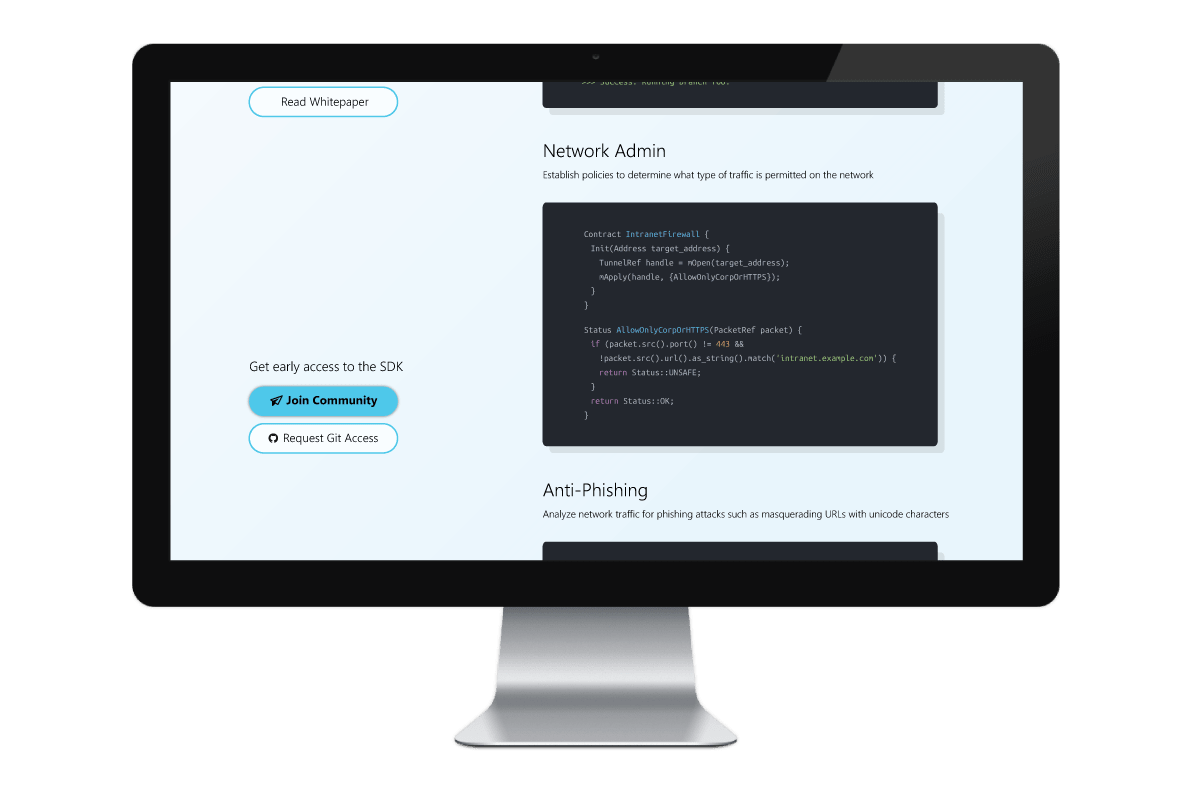 >>> Success. Running branch foo.
Read Whitepaper
Network Admin
Establish policies to determine what type of traffic is permitted on the network
Contract IntranetFirewall {
Init(Address target_address) {
TunnelRef handle = mOpen(target_address);
mApply(handle, {AllowOnlyCorpOrHTTPS});
}
}
Status AllowOnlyCorpOrHTTPS(PacketRef packet) {
if (packet.src().port() != 443 &&
!packet.src().url().as_string().match('intranet.example.com')) {
return Status::UNSAFE;
}
return Status::OK;
}
Get early access to the SDK
Join Community
Request Git Access
Anti-Phishing
Analyze network traffic for phishing attacks such as masquerading URLs with unicode characters